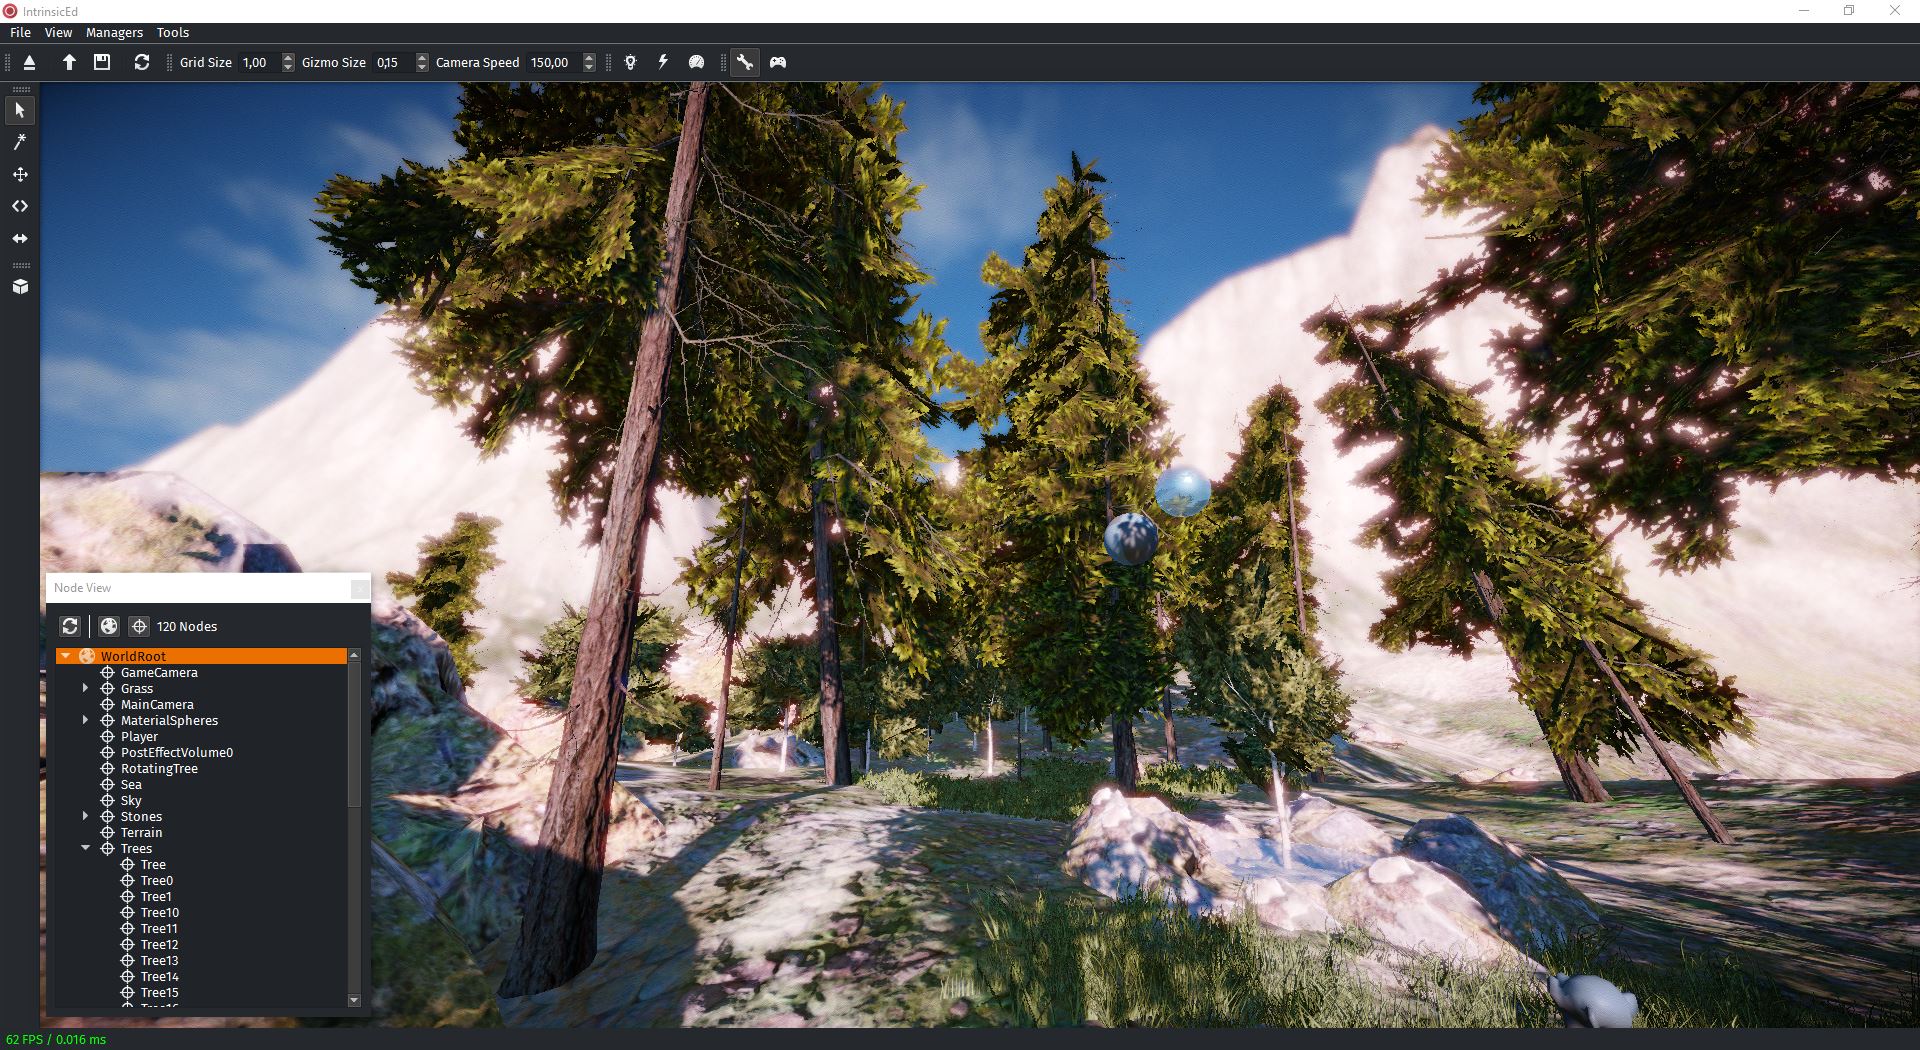 IntrinsicEd
File View Managers Tools
Grid Size 1,00 Gizmo Size 0,15 Camera Speed 150,00
Node View
120 Nodes
WorldRoot
GameCamera
Grass
MainCamera
MaterialSpheres
Player
PostEffectVolume0
RotatingTree
Sea
Sky
Stones
Terrain
Trees
Tree
Tree0
Tree1
Tree10
Tree11
Tree12
Tree13
Tree14
Tree15
62 FPS / 0.016 ms